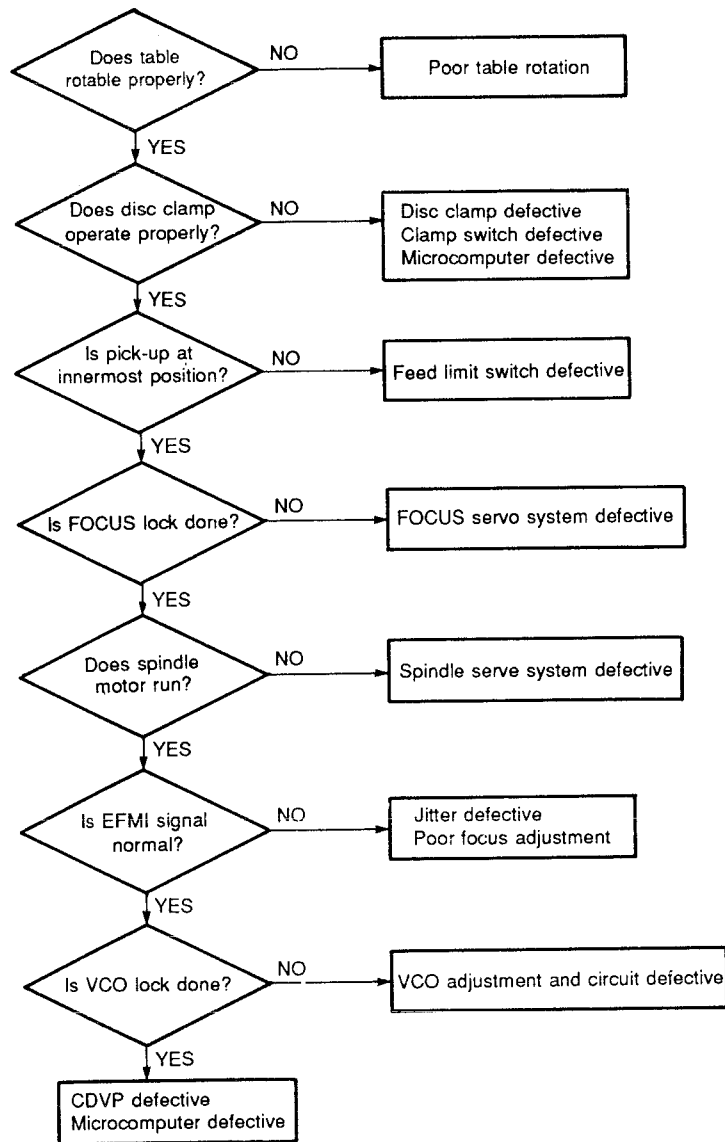 Does table
rotable properly?
NO
Poor table rotation
YES
Does disc clamp
operate properly?
NO
Disc clamp defective
Clamp switch defective
Microcomputer defective
YES
Is pick-up at
innermost position?
NO
Feed limit switch defective
YES
Is FOCUS lock done?
NO
FOCUS servo system defective
YES
Does spindle
motor run?
NO
Spindle serve system defective
YES
Is EFMI signal
normal?
NO
Jitter defective
Poor focus adjustment
YES
Is VCO lock done?
NO
VCO adjustment and circuit defective
YES
CDVP defective
Microcomputer defective